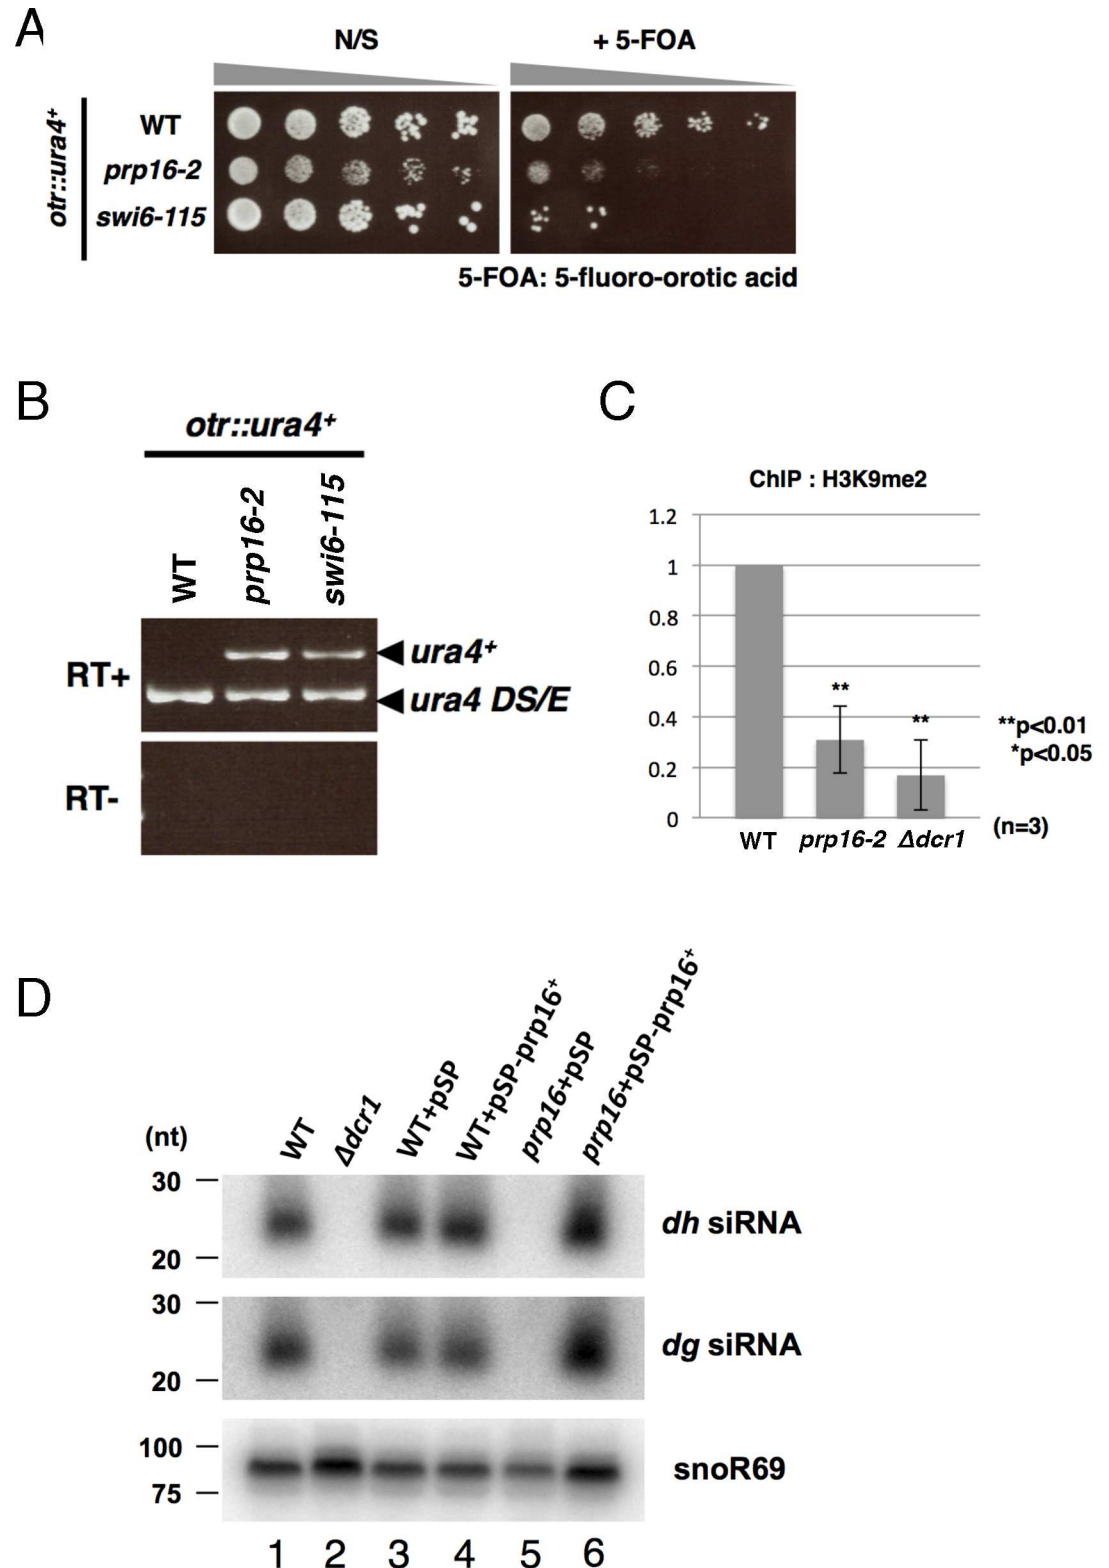 A
N/S
+ 5-FOA
otr::ura4+
WT
prp16-2
swi6-115
5-FOA: 5-fluoro-orotic acid
B
otr::ura4+
WT
prp16-2
swi6-115
RT+
ura4+
ura4 DS/E
RT-
C
ChIP : H3K9me2
1.2
1
0.8
0.6
0.4
0.2
0
**
**
**p<0.01
*p<0.05
(n=3)
WT
prp16-2
Δdcr1
D
(nt)
WT
Δdcr1
WT+pSP
WT+pSP-prp16+
prp16+pSP
prp16+pSP-prp16+
30
20
dh siRNA
30
20
dg siRNA
100
75
snoR69
1 2 3 4 5 6